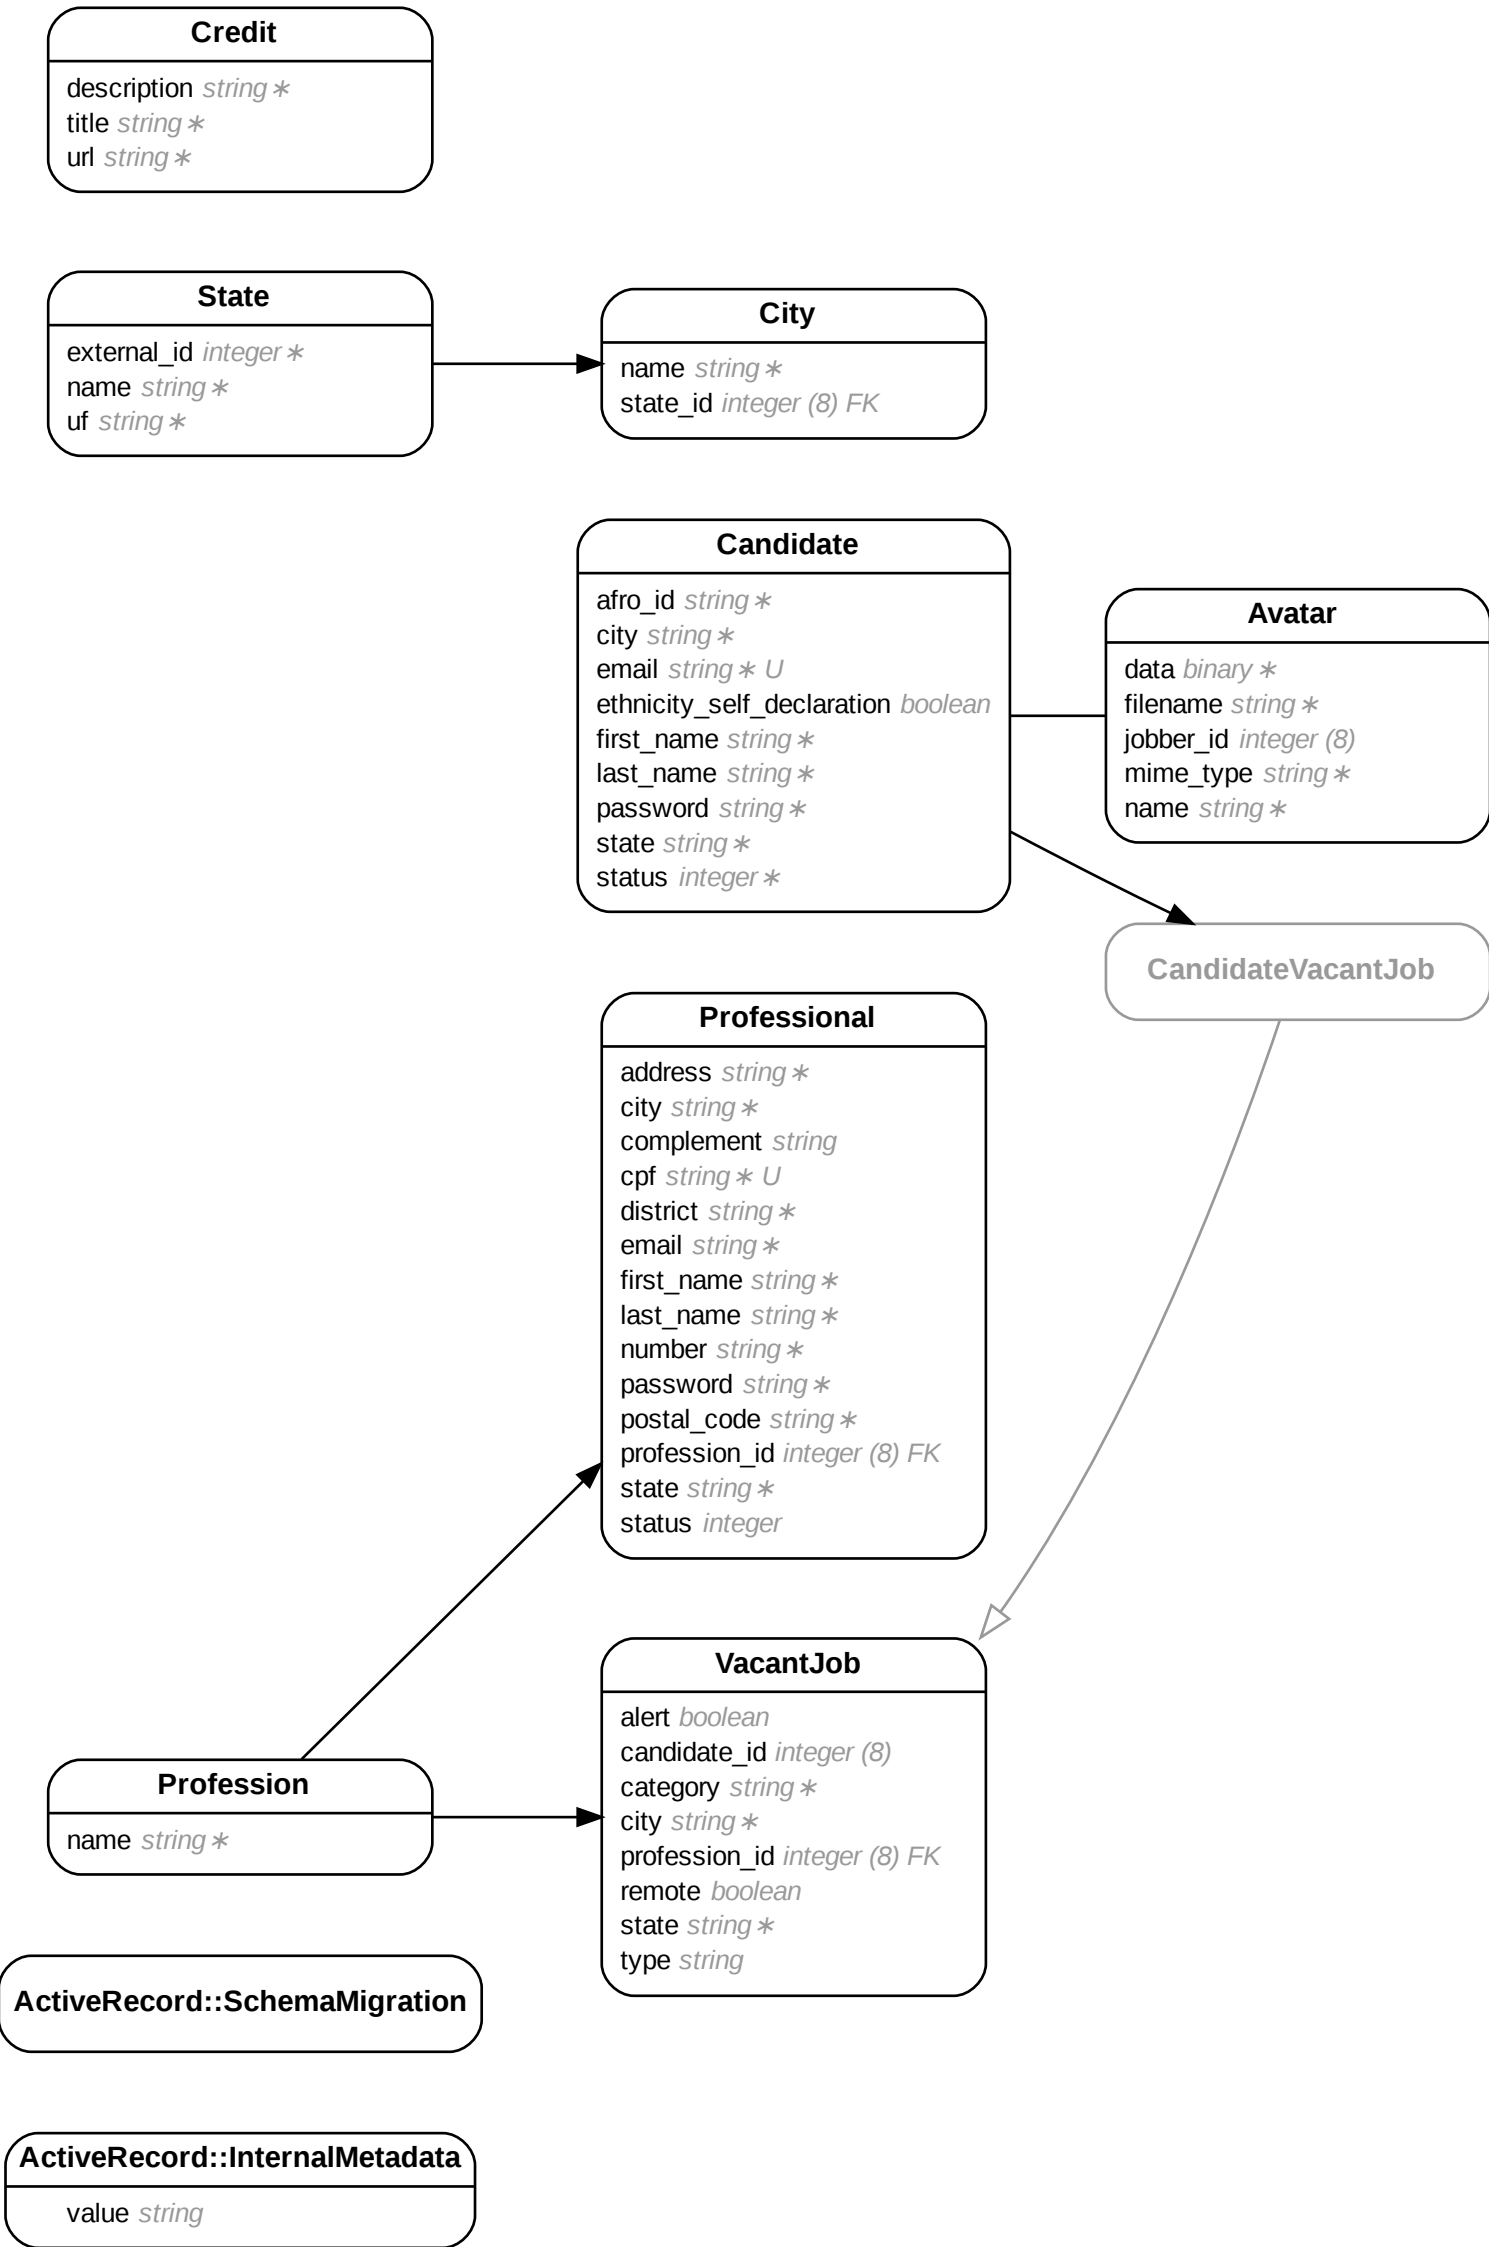 Credit
description string ∗
title string ∗
url string ∗
State
external_id integer ∗
name string ∗
uf string ∗
City
name string ∗
state_id integer (8) FK
Candidate
afro_id string ∗
city string ∗
email string ∗ U
ethnicity_self_declaration boolean
first_name string ∗
last_name string ∗
password string ∗
state string ∗
status integer ∗
Avatar
data binary ∗
filename string ∗
jobber_id integer (8)
mime_type string ∗
name string ∗
CandidateVacantJob
Professional
address string ∗
city string ∗
complement string
cpf string ∗ U
district string ∗
email string ∗
first_name string ∗
last_name string ∗
number string ∗
password string ∗
postal_code string ∗
profession_id integer (8) FK
state string ∗
status integer
VacantJob
alert boolean
candidate_id integer (8)
category string ∗
city string ∗
profession_id integer (8) FK
remote boolean
state string ∗
type string
Profession
name string ∗
ActiveRecord::SchemaMigration
ActiveRecord::InternalMetadata
value string